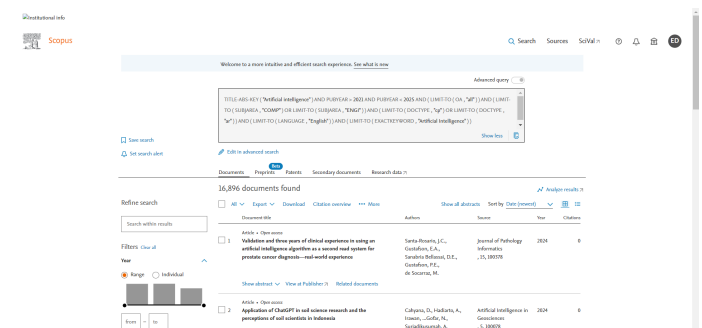 Institutional Info
Scopus
Search
Sources
SciVal
ED
Welcome to a more intuitive and efficient search experience. See what is new
Advanced query
TITLE-ABS-KEY ( "Artificial intelligence" ) AND PUBYEAR > 2021 AND PUBYEAR < 2025 AND ( LIMIT-TO ( OA , "all" ) ) AND ( LIMIT-
TO ( SUBJAREA , "COMP" ) OR LIMIT-TO ( SUBJAREA , "ENGI" ) ) AND ( LIMIT-TO ( DOCTYPE , "cp" ) OR LIMIT-TO ( DOCTYPE ,
"ar" ) ) AND ( LIMIT-TO ( LANGUAGE , "English" ) ) AND ( LIMIT-TO ( EXACTKEYWORD , "Artificial Intelligence" ) )
Show less
Save search
Set search alert
Edit in advanced search
Beta
Documents
Preprints
Patents
Secondary documents
Research data
16,896 documents found
Analyze results
Refine search
All
Export
Download
Citation overview
More
Show all abstracts
Sort by Date (newest)
Document title
Authors
Source
Year
Citations
Search within results
Filters Clear all
Year
Range
Individual
from
to
Article • Open access
1
Validation and three years of clinical experience in using an
artificial intelligence algorithm as a second read system for
prostate cancer diagnosis—real-world experience
Santa-Rosario, J.C.,
Gustafson, E.A.,
Sanabria Bellassai, D.E.,
Gustafson, P.E.,
de Socarraz, M.
Journal of Pathology
Informatics
, 15, 100378
2024
0
Show abstract
View at Publisher
Related documents
Article • Open access
2
Application of ChatGPT in soil science research and the
perceptions of soil scientists in Indonesia
Cahyana, D., Hadiarto, A.,
Irawan, ...Gofar, N.,
Suriadikusumah, A.
Artificial Intelligence in
Geosciences
, 5, 100078
2024
0